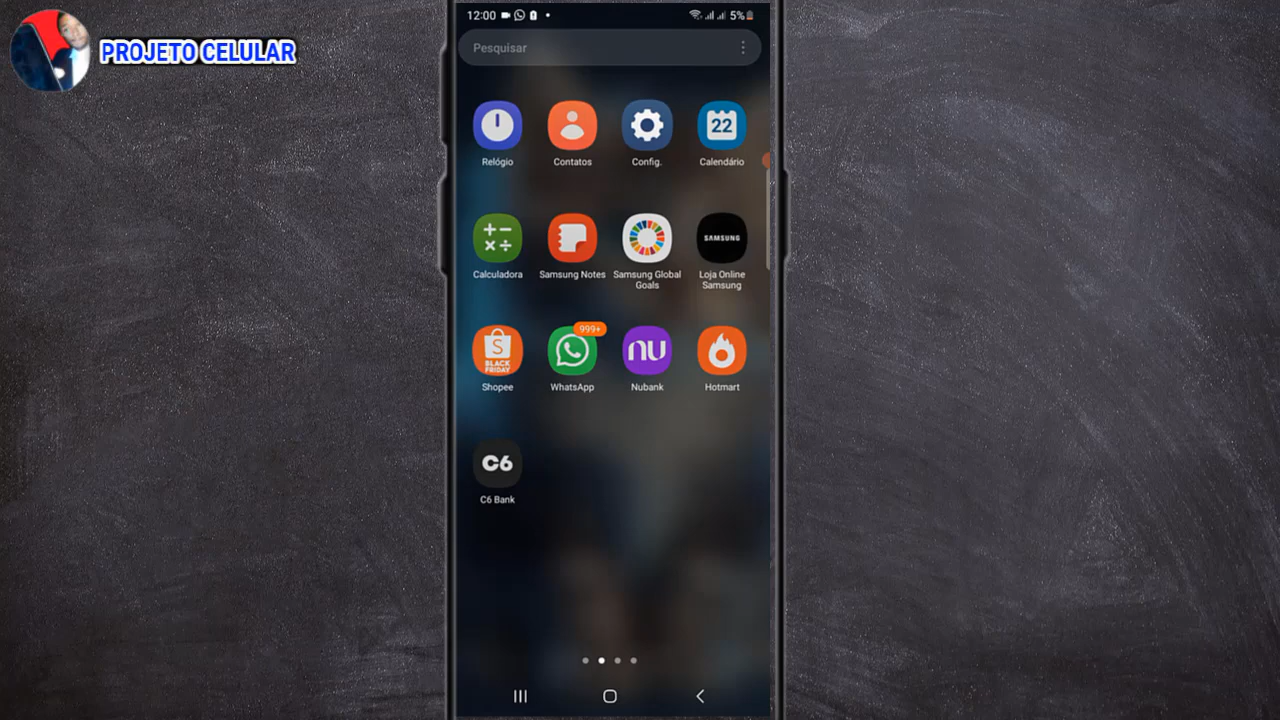 PROJETO CELULAR
12:00 5%
Pesquisar
22
Relógio Contatos Config. Calendário
SAMSUNG
Calculadora Samsung Notes Samsung Global Goals Loja Online Samsung
S BLACK FRIDAY 999+ nu
Shopee WhatsApp Nubank Hotmart
C6
C6 Bank